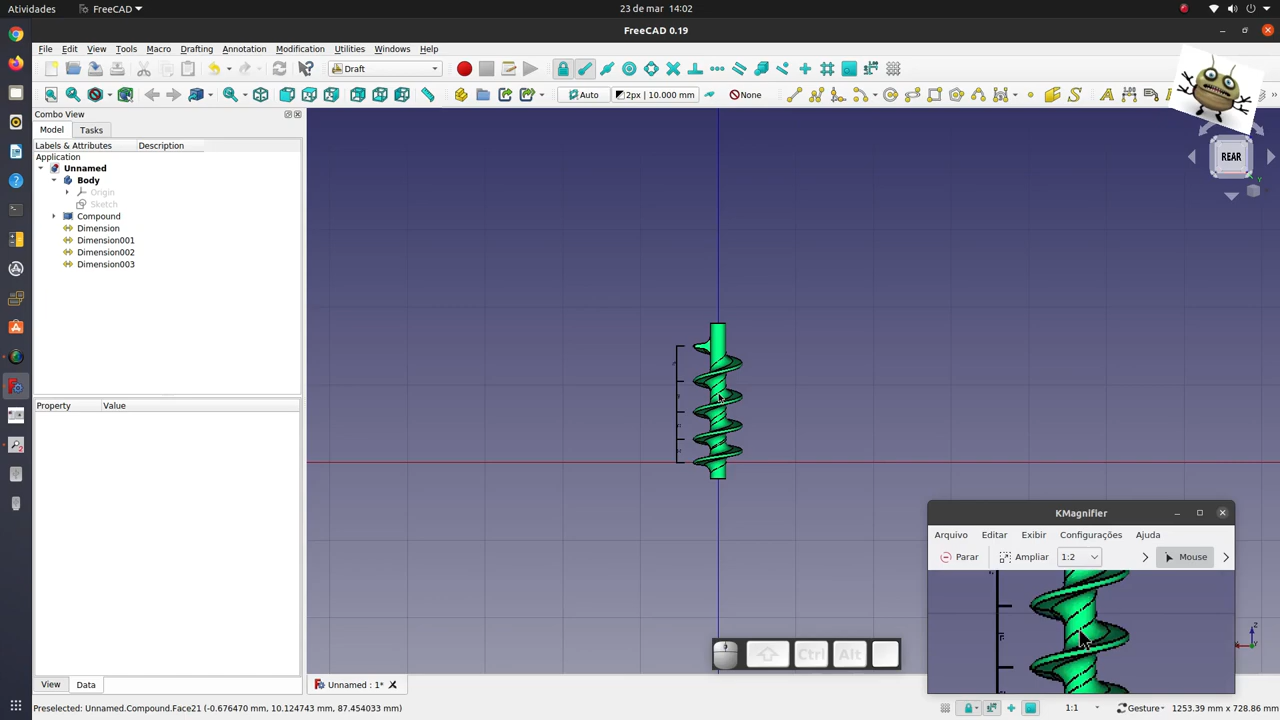 Atividades
FreeCAD
23 de mar  14:02
FreeCAD 0.19
File Edit View Tools Macro Drafting Annotation Modification Utilities Windows Help
Draft
Auto
2px | 10.000 mm
None
Combo View
Model
Tasks
Labels & Attributes
Description
Application
Unnamed
Body
Origin
Sketch
Compound
Dimension
Dimension001
Dimension002
Dimension003
REAR
Property
Value
KMagnifier
Arquivo Editar Exibir Configurações Ajuda
Parar
Ampliar
1:2
Mouse
Ctrl
Alt
View
Data
Unnamed : 1*
Preselected: Unnamed.Compound.Face21 (-0.676470 mm, 10.124743 mm, 87.454033 mm)
1:1
Gesture
1253.39 mm x 728.86 mm